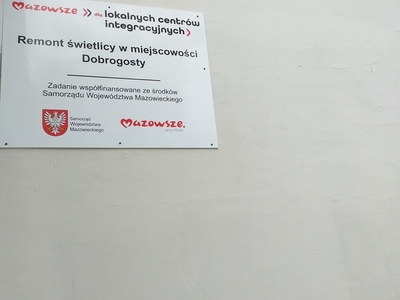 Mazowsze dla lokalnych centrów
integracyjnych
Remont świetlicy w miejscowości
Dobrogosty
Zadanie współfinansowane ze środków
Samorządu Województwa Mazowieckiego
Samorząd
Województwa
Mazowieckiego
Mazowsze.